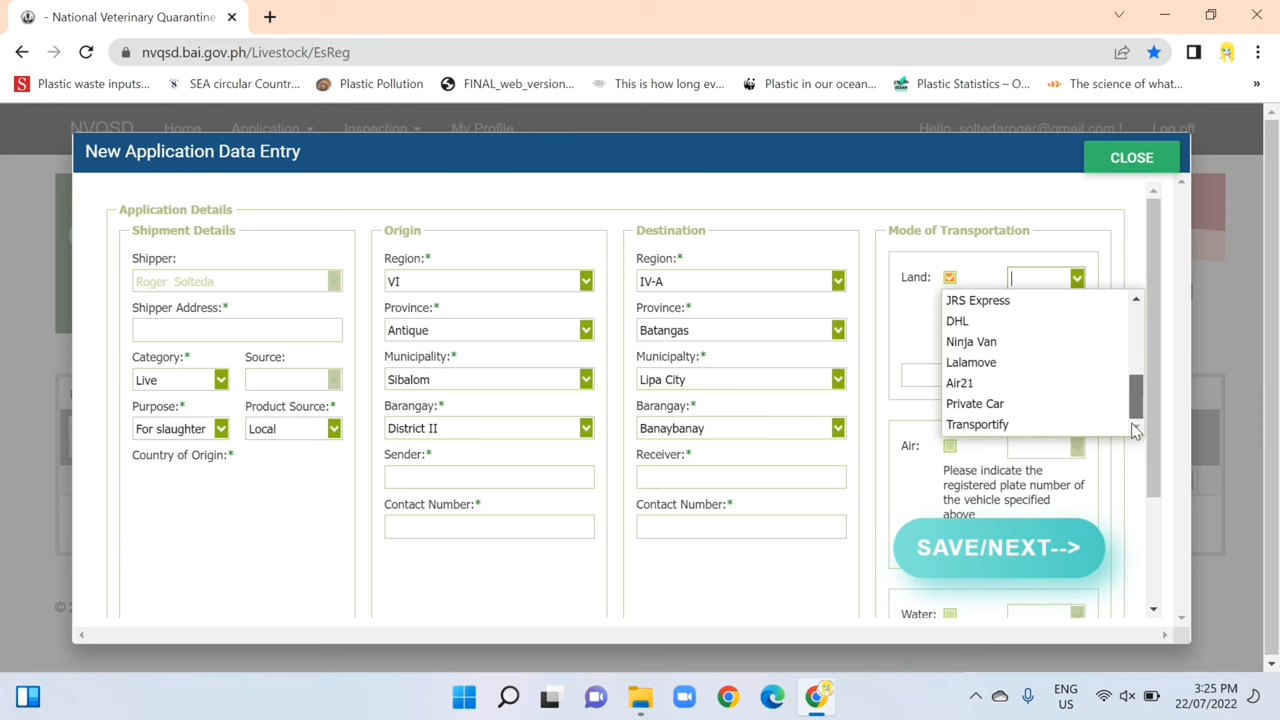 - National Veterinary Quarantine
nvqsd.bai.gov.ph/Livestock/EsReg
Plastic waste inputs...
SEA circular Count...
Plastic Pollution
FINAL_web_version...
This is how long ev...
Plastic in our ocean...
Plastic Statistics – O...
The science of what...
»
NVQSD
Home
Application
Inspection
My Profile
Hello, soltedaroger@gmail.com !
Log off
New Application Data Entry
CLOSE
Application Details
Shipment Details
Shipper:
Roger Solteda
Shipper Address:*
Category:*
Source:
Live
Purpose:*
Product Source:*
For slaughter
Local
Country of Origin:*
Origin
Region:*
VI
Province:*
Antique
Municipality:*
Sibalom
Barangay:*
District II
Sender:*
Contact Number:*
Destination
Region:*
IV-A
Province:*
Batangas
Municipalty:*
Lipa City
Barangay:*
Banaybanay
Receiver:*
Contact Number:*
Mode of Transportation
Land:
JRS Express
DHL
Ninja Van
Lalamove
Air21
Private Car
Transportify
Air:
Please indicate the
registered plate number of
the vehicle specified
above
SAVE/NEXT-->
Water:
©
ENG
US
3:25 PM
22/07/2022